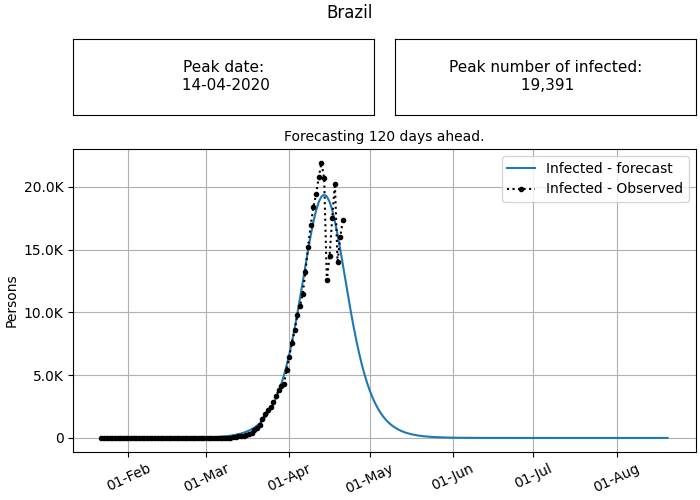 Brazil
Peak date:
14-04-2020
Peak number of infected:
19,391
Forecasting 120 days ahead.
Infected - forecast
Infected - Observed
20.0K
15.0K
10.0K
5.0K
0
Persons
01-Feb
01-Mar
01-Apr
01-May
01-Jun
01-Jul
01-Aug